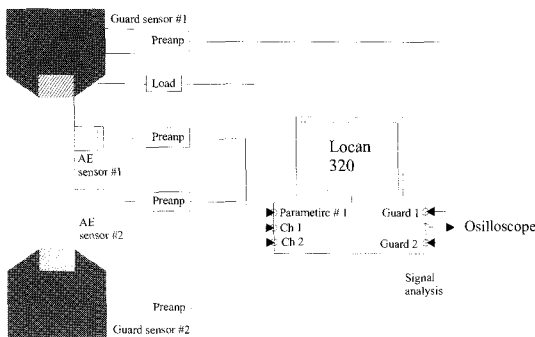 Guard sensor #1
Preanp
Load
Preanp
AE
sensor #1
Preanp
AE
sensor #2
Preanp
Guard sensor #2
Locan
320
Parametirc # 1
Ch 1
Ch 2
Guard 1
Guard 2
Osilloscope
Signal
analysis